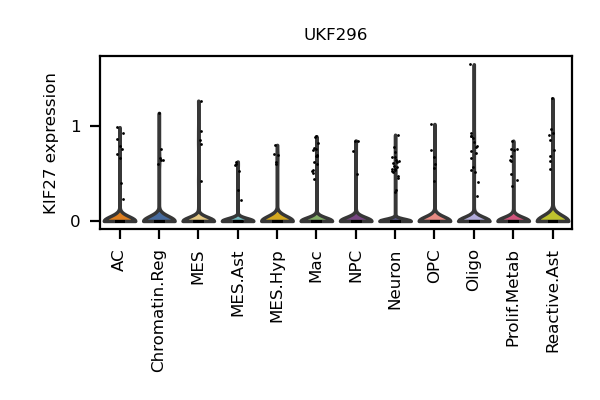 UKF296
KIF27 expression
1
0
AC
Chromatin.Reg
MES
MES.Ast
MES.Hyp
Mac
NPC
Neuron
OPC
Oligo
Prolif.Metab
Reactive.Ast